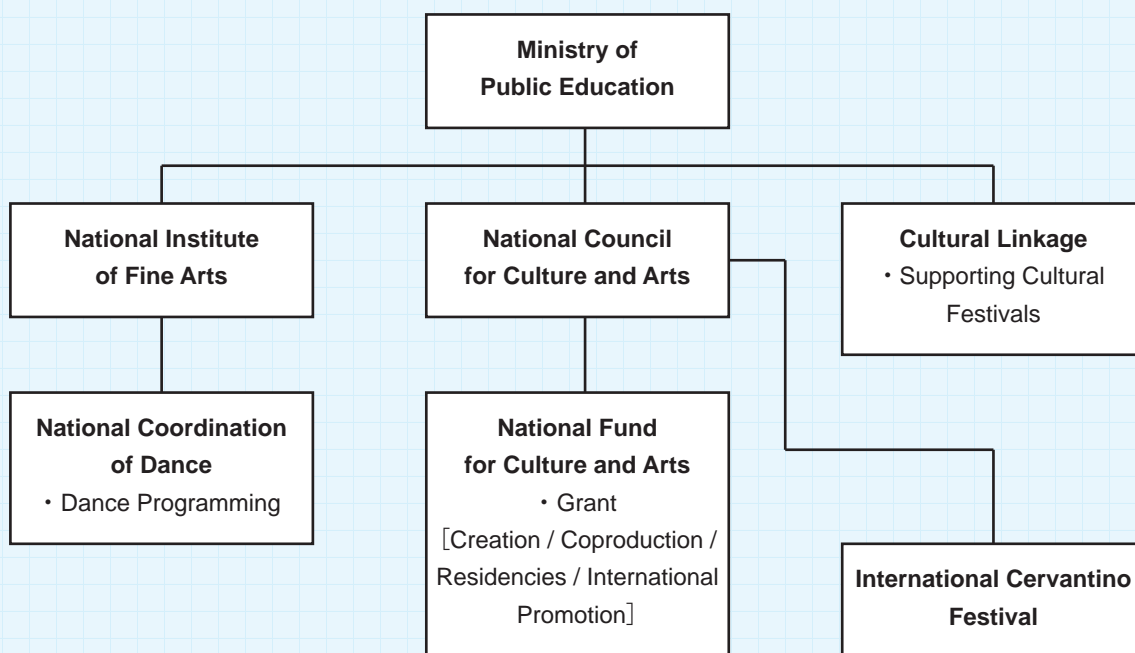 Ministry of
Public Education
National Institute
of Fine Arts
National Council
for Culture and Arts
Cultural Linkage
・Supporting Cultural
Festivals
National Coordination
of Dance
・Dance Programming
National Fund
for Culture and Arts
・Grant
［Creation / Coproduction /
Residencies / International
Promotion］
International Cervantino
Festival